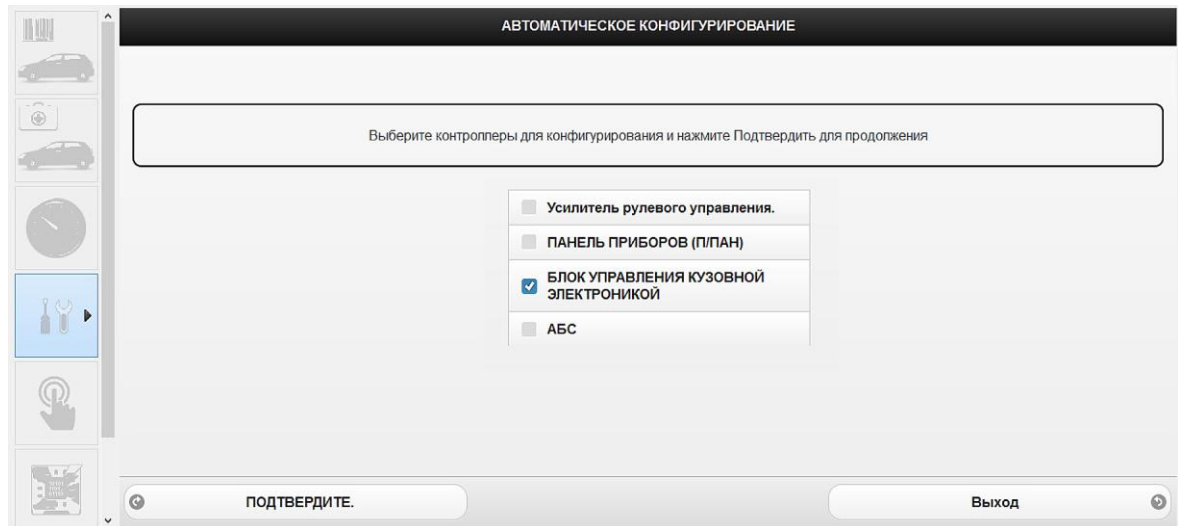 АВТОМАТИЧЕСКОЕ КОНФИГУРИРОВАНИЕ
Выберите контроллеры для конфигурирования и нажмите Подтвердить для продолжения
Усилитель рулевого управления.
ПАНЕЛЬ ПРИБОРОВ (П/ПАН)
БЛОК УПРАВЛЕНИЯ КУЗОВНОЙ
ЭЛЕКТРОНИКОЙ
АБС
ПОДТВЕРДИТЕ.
Выход